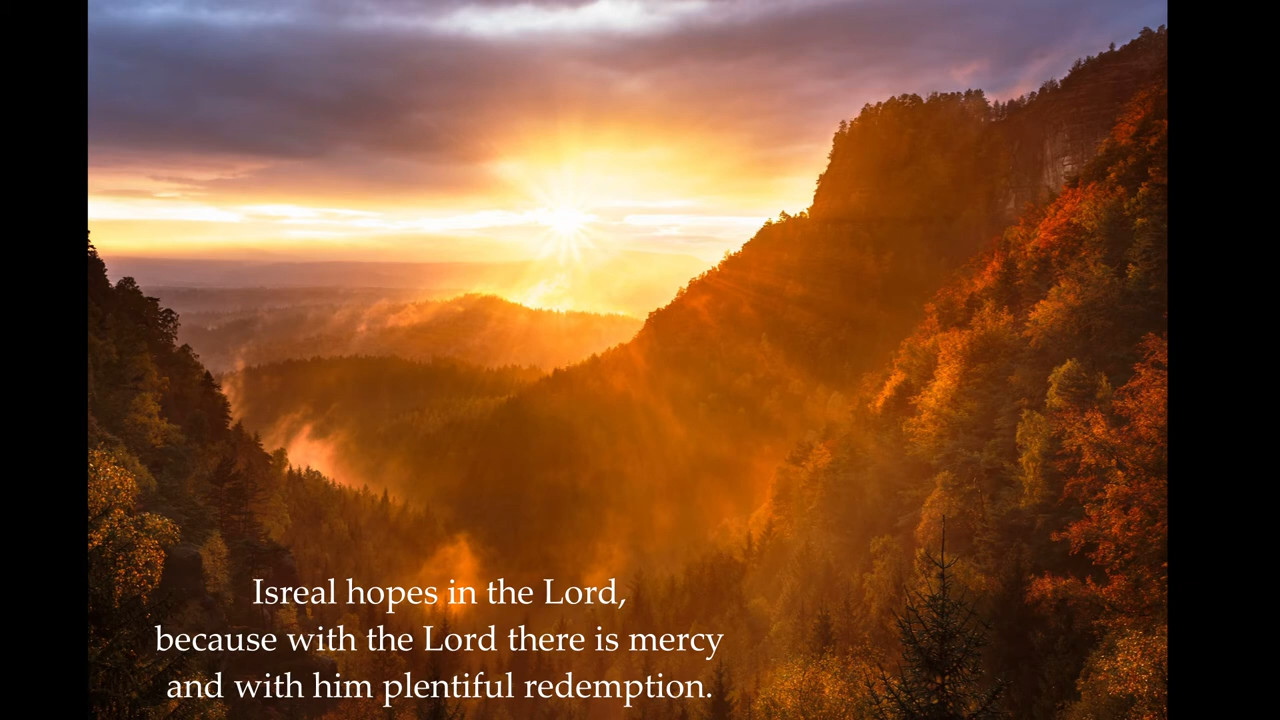 Isreal hopes in the Lord,
because with the Lord there is mercy
and with him plentiful redemption.